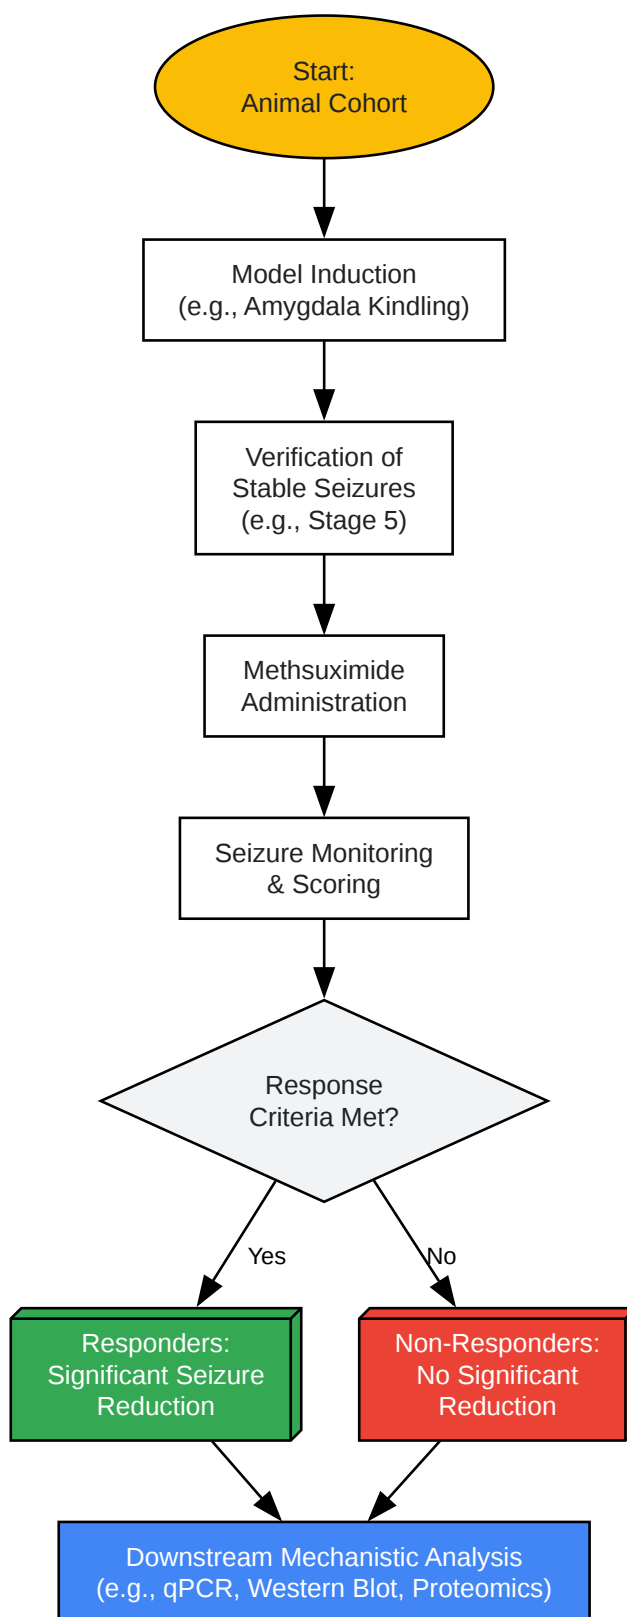 Start:
Animal Cohort
Model Induction
(e.g., Amygdala Kindling)
Verification of
Stable Seizures
(e.g., Stage 5)
Methsuximide
Administration
Seizure Monitoring
& Scoring
Response
Criteria Met?
Yes
No
Responders:
Significant Seizure
Reduction
Non-Responders:
No Significant
Reduction
Downstream Mechanistic Analysis
(e.g., qPCR, Western Blot, Proteomics)